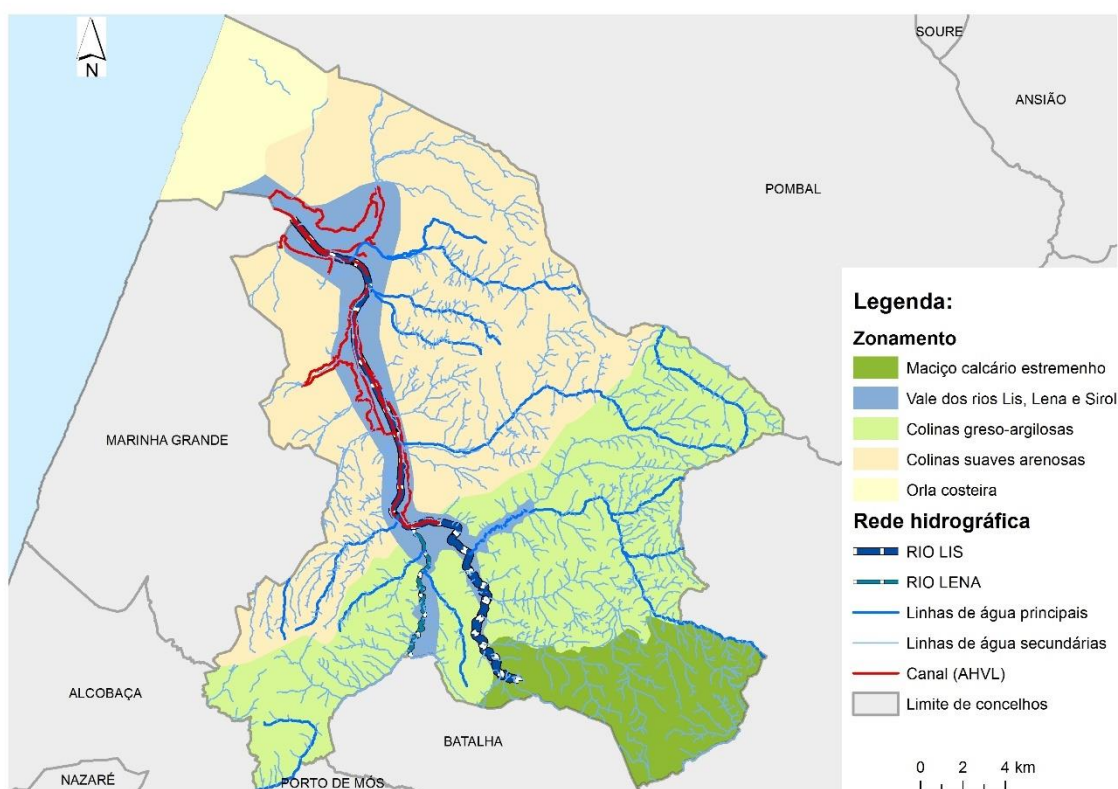 N
SOURE
ANSIÃO
POMBAL
MARINHA GRANDE
ALCOBAÇA
BATALHA
NAZARÉ
PORTO DE MÓS
Legenda:
Zonamento
Maciço calcário estremenho
Vale dos rios Lis, Lena e Sirol
Colinas greso-argilosas
Colinas suaves arenosas
Orla costeira
Rede hidrográfica
RIO LIS
RIO LENA
Linhas de água principais
Linhas de água secundárias
Canal (AHVL)
Limite de concelhos
0 2 4 km